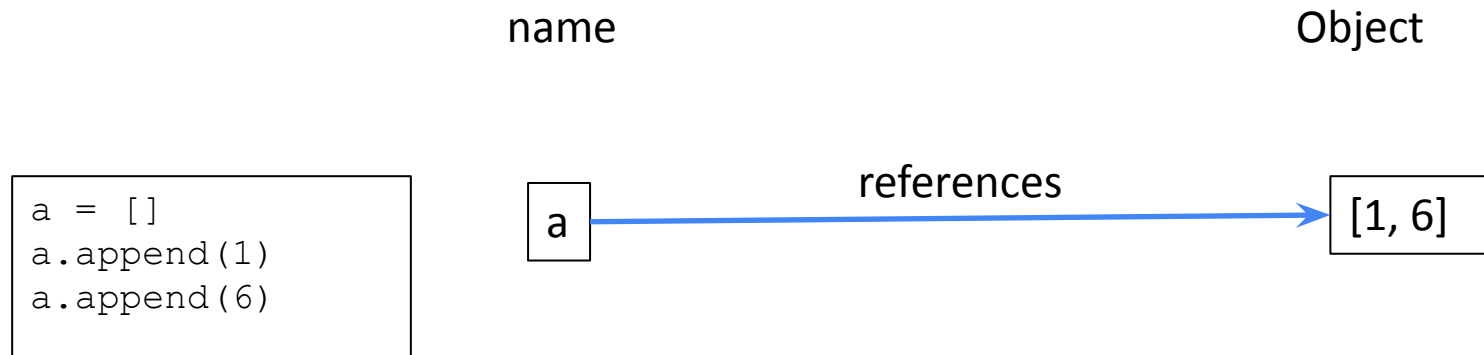 name
Object
a = []
a.append(1)
a.append(6)
a
references
[1, 6]